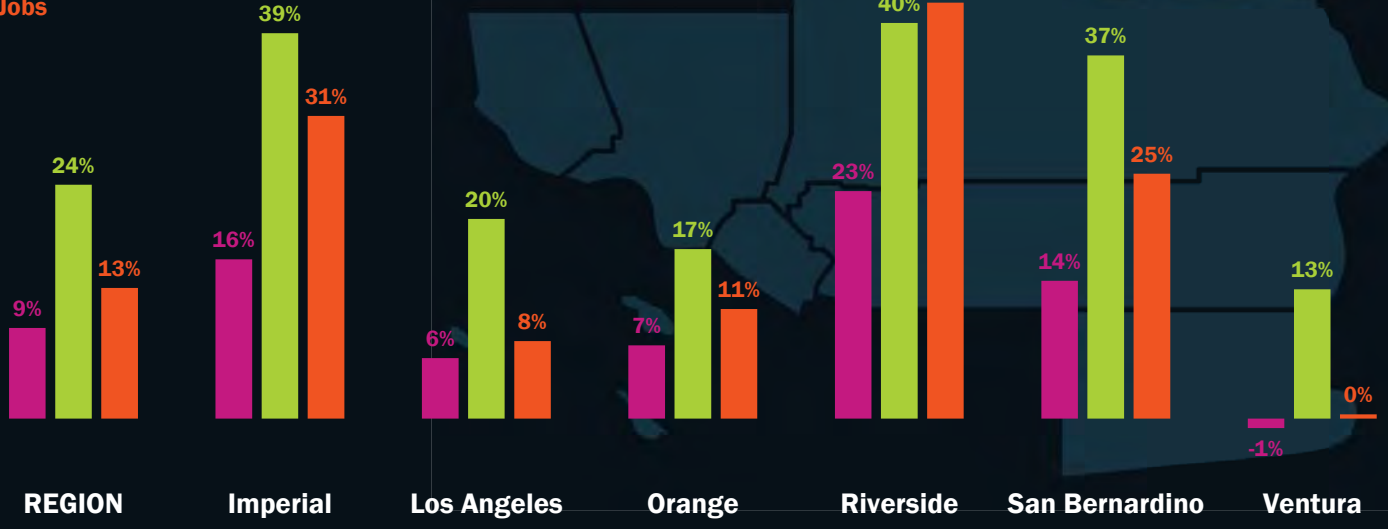 Jobs
9%
24%
13%
16%
39%
31%
6%
20%
8%
7%
17%
11%
23%
40%
14%
37%
25%
-1%
13%
0%
REGION
Imperial
Los Angeles
Orange
Riverside
San Bernardino
Ventura